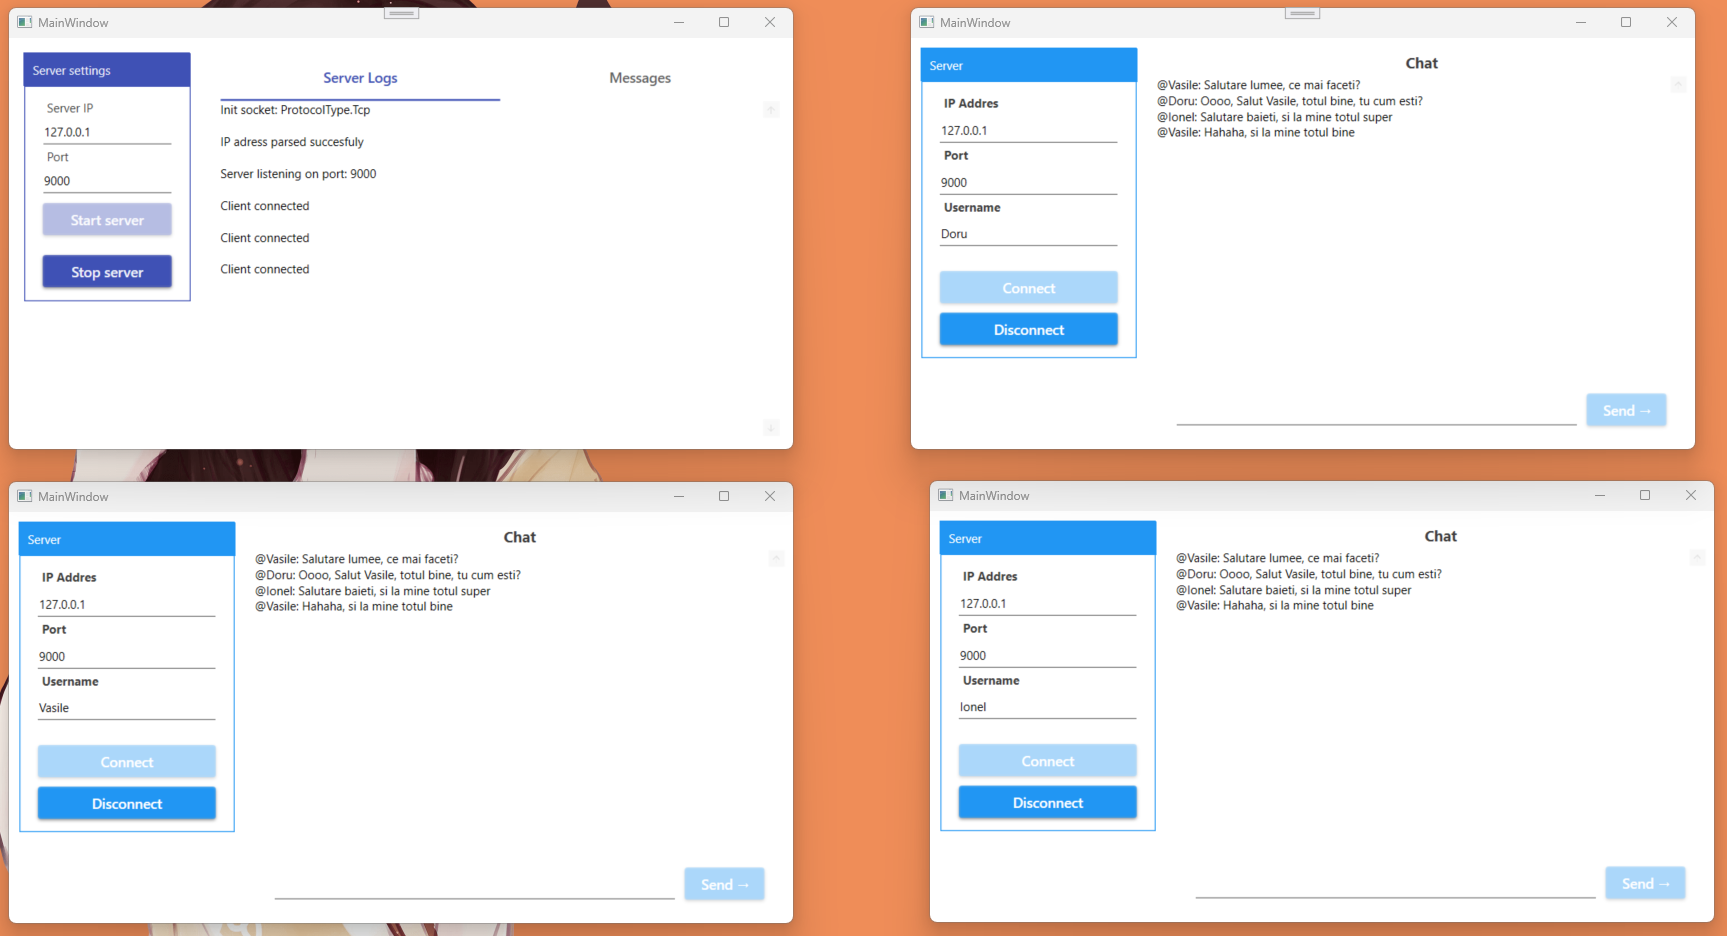 MainWindow
Server settings
Server IP
127.0.0.1
Port
9000
Start server
Stop server
Server Logs
Messages
Init socket: ProtocolType.Tcp
IP adress parsed succesfuly
Server listening on port: 9000
Client connected
Client connected
Client connected
MainWindow
Server
IP Addres
127.0.0.1
Port
9000
Username
Doru
Connect
Disconnect
Chat
@Vasile: Salutare lumee, ce mai faceti?
@Doru: Oooo, Salut Vasile, totul bine, tu cum esti?
@Ionel: Salutare baieti, si la mine totul super
@Vasile: Hahaha, si la mine totul bine
Send →
MainWindow
Server
IP Addres
127.0.0.1
Port
9000
Username
Vasile
Connect
Disconnect
Chat
@Vasile: Salutare lumee, ce mai faceti?
@Doru: Oooo, Salut Vasile, totul bine, tu cum esti?
@Ionel: Salutare baieti, si la mine totul super
@Vasile: Hahaha, si la mine totul bine
Send →
MainWindow
Server
IP Addres
127.0.0.1
Port
9000
Username
Ionel
Connect
Disconnect
Chat
@Vasile: Salutare lumee, ce mai faceti?
@Doru: Oooo, Salut Vasile, totul bine, tu cum esti?
@Ionel: Salutare baieti, si la mine totul super
@Vasile: Hahaha, si la mine totul bine
Send →